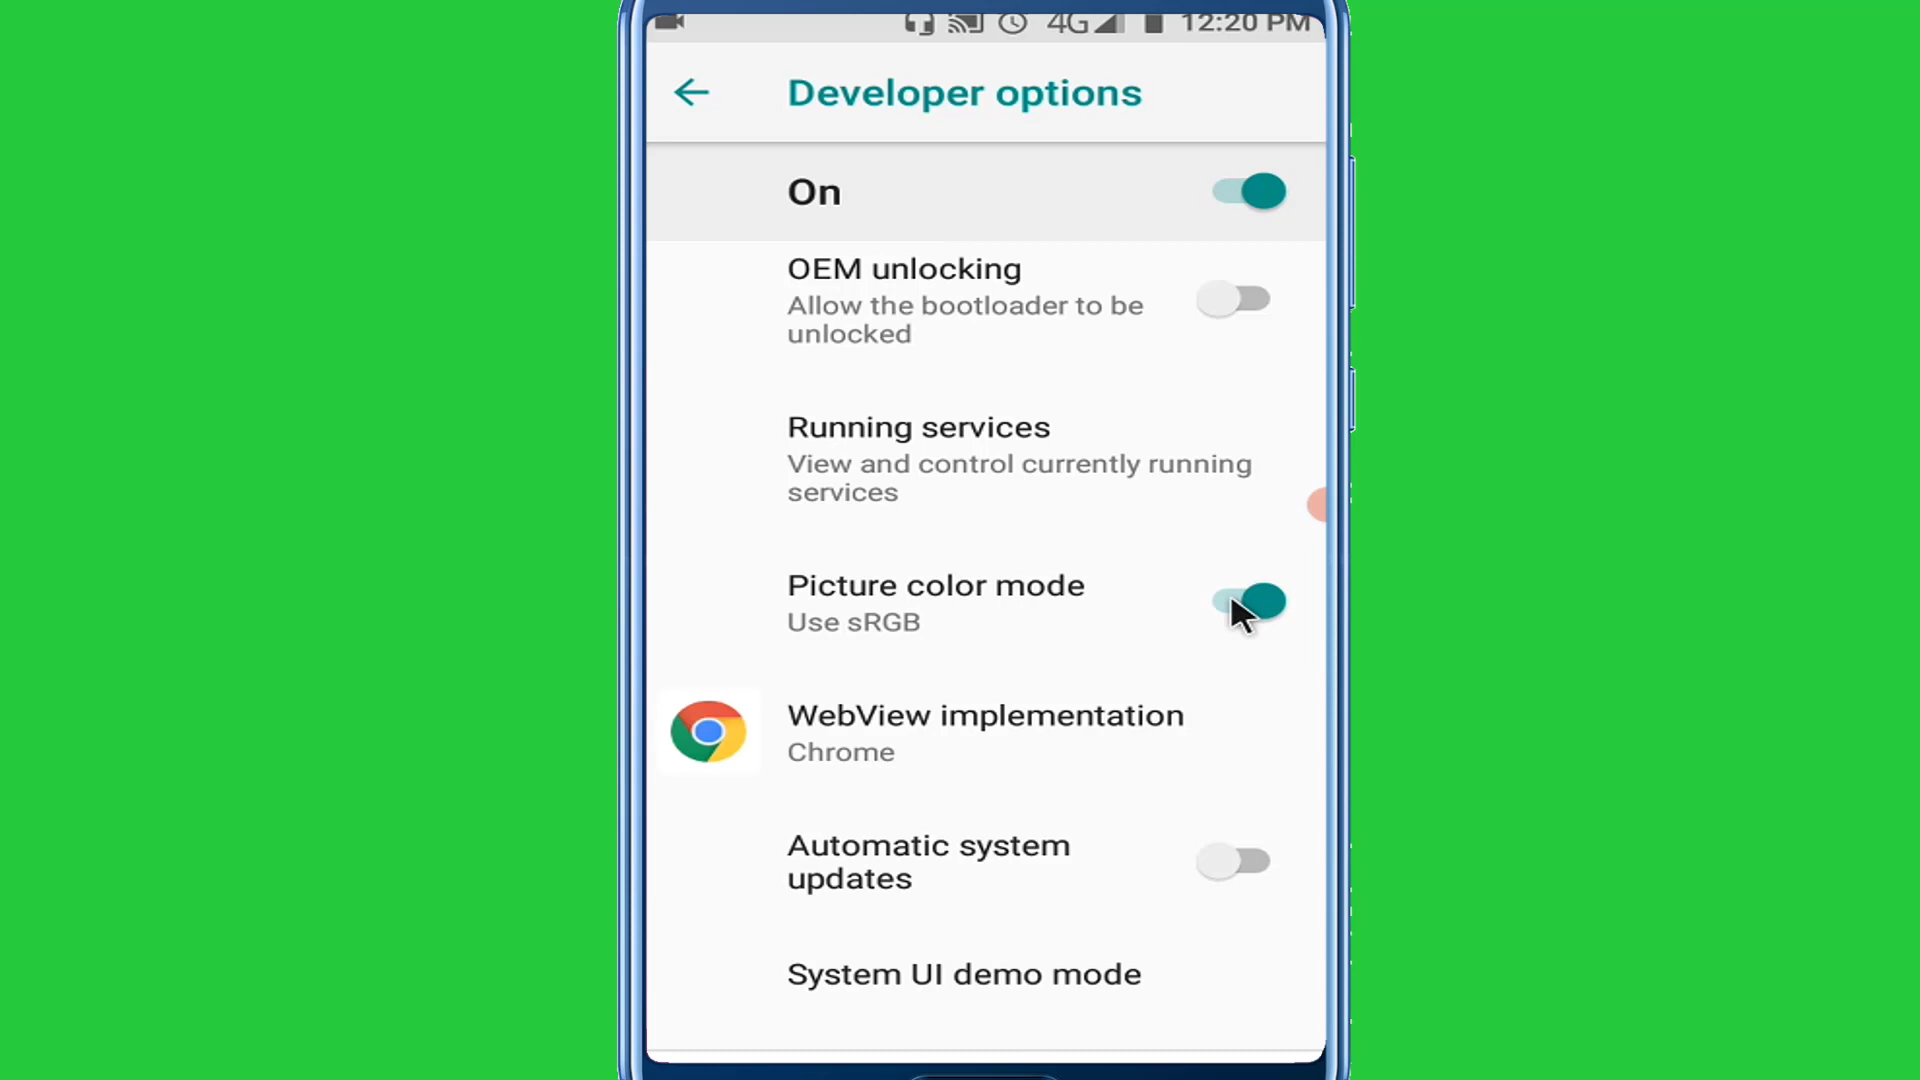 4G 12:20 PM
Developer options
On
OEM unlocking
Allow the bootloader to be
unlocked
Running services
View and control currently running
services
Picture color mode
Use sRGB
WebView implementation
Chrome
Automatic system
updates
System UI demo mode